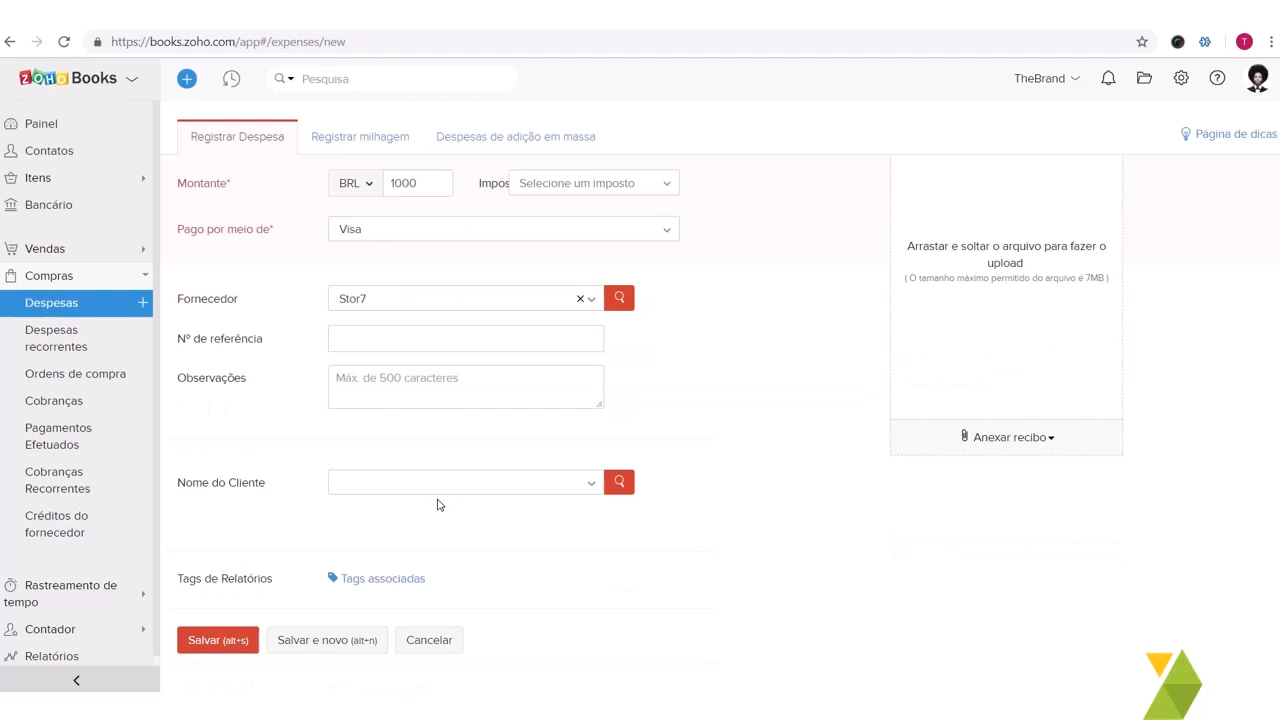 https://books.zoho.com/app#/expenses/new
T
ZOHO Books
Pesquisa
TheBrand
Painel
Contatos
Itens
Bancário
Vendas
Compras
Despesas
Despesas
recorrentes
Ordens de compra
Cobranças
Pagamentos
Efetuados
Cobranças
Recorrentes
Créditos do
fornecedor
Rastreamento de
tempo
Contador
Relatórios
Registrar Despesa
Registrar milhagem
Despesas de adição em massa
Página de dicas
Montante*
BRL
1000
Impos
Selecione um imposto
Pago por meio de*
Visa
Fornecedor
Stor7
Nº de referência
Observações
Máx. de 500 caracteres
Nome do Cliente
Tags de Relatórios
Tags associadas
Salvar (alt+s)
Salvar e novo (alt+n)
Cancelar
Arrastar e soltar o arquivo para fazer o
upload
( O tamanho máximo permitido do arquivo é 7MB )
Anexar recibo